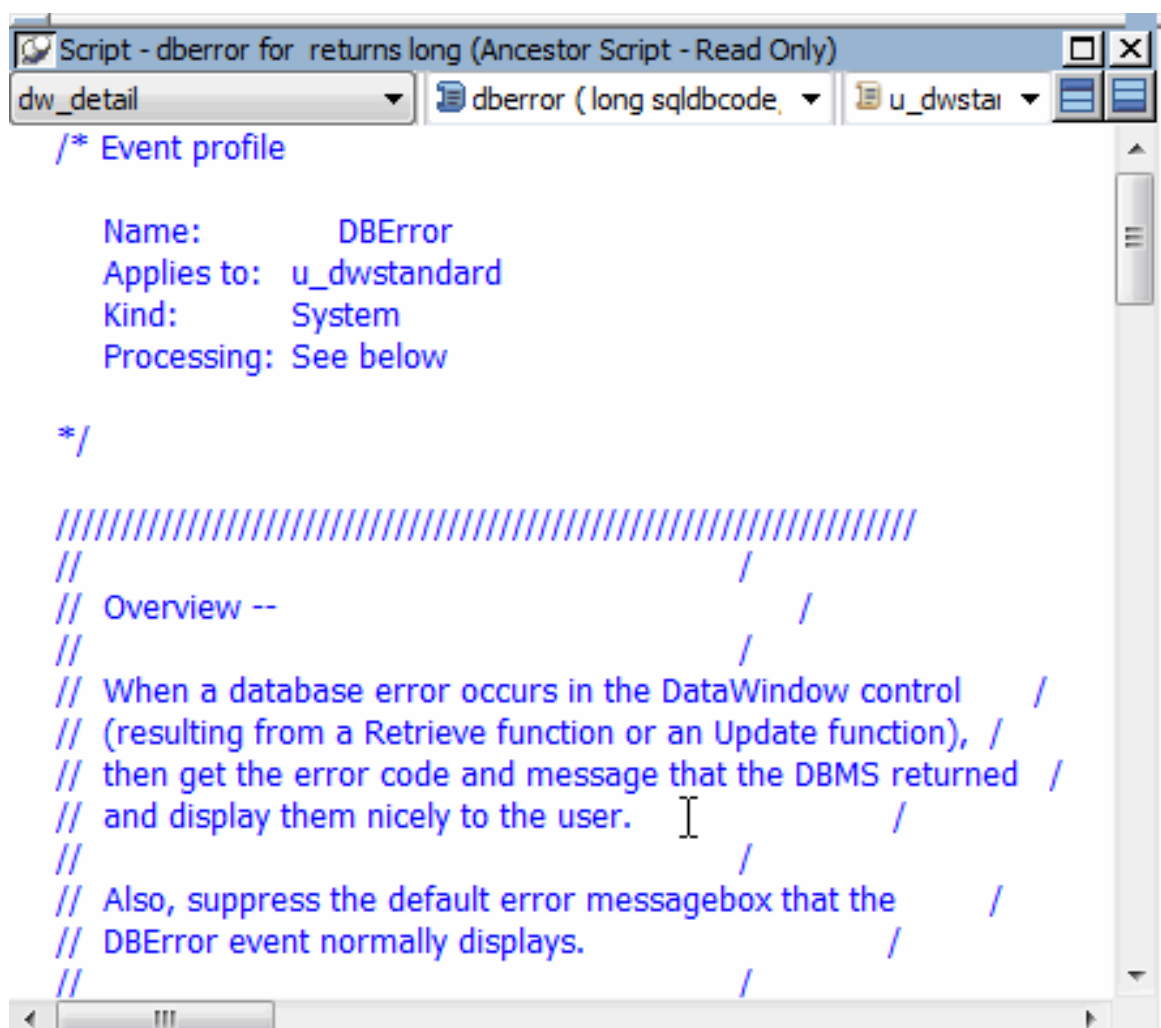 Script - dberror for  returns long (Ancestor Script - Read Only)
dw_detail dberror ( long sqldbcode, u_dwstar
/* Event profile
Name: DBError
Applies to: u_dwstandard
Kind: System
Processing: See below
*/
//////////////////////////////////////////////////////////////////
// /
// Overview -- /
// /
// When a database error occurs in the DataWindow control /
// (resulting from a Retrieve function or an Update function), /
// then get the error code and message that the DBMS returned /
// and display them nicely to the user. /
// /
// Also, suppress the default error messagebox that the /
// DBError event normally displays. /
// /